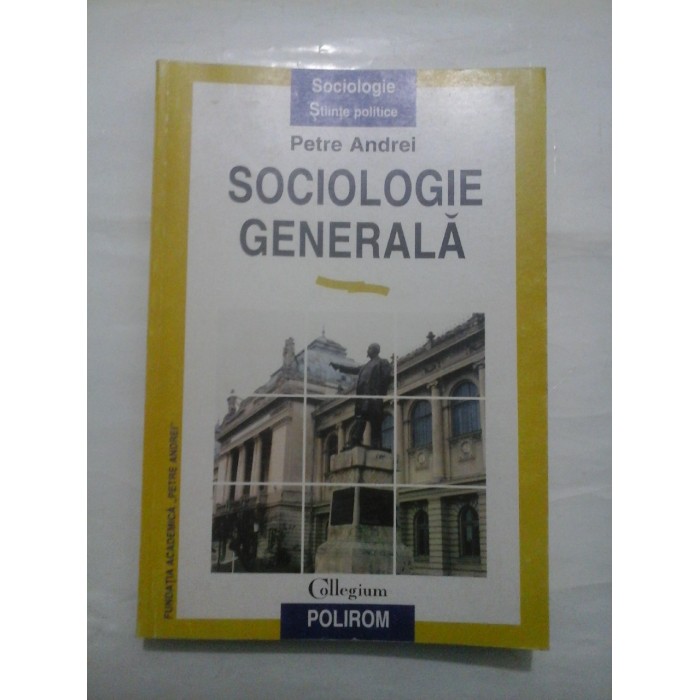 Sociologie
Științe politice
Petre Andrei
SOCIOLOGIE
GENERALĂ
FUNDAȚIA ACADEMICĂ „PETRE ANDREI”
Collegium
POLIROM